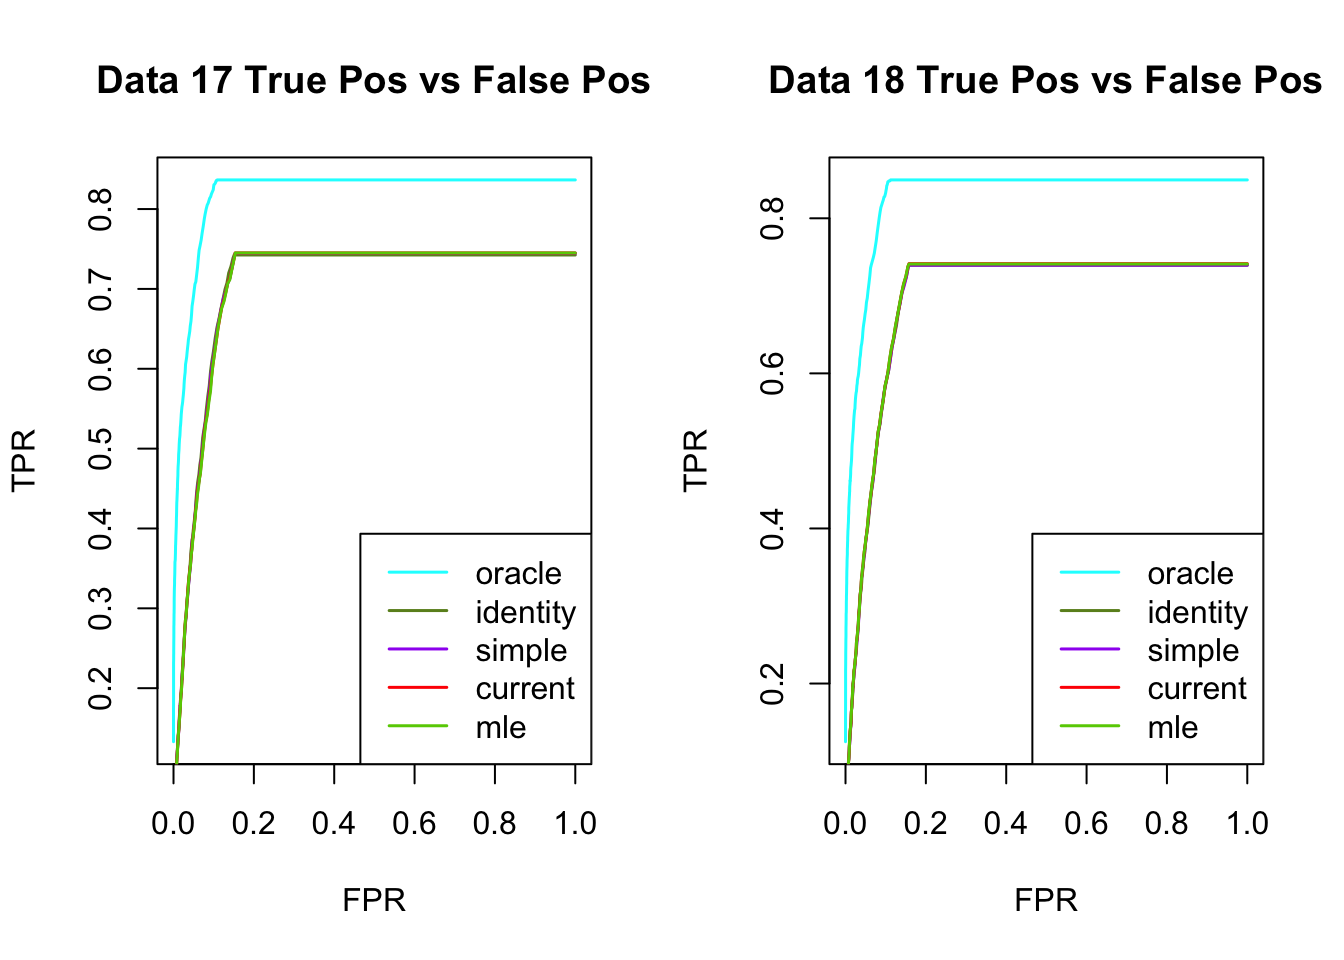 Data 17 True Pos vs False Pos
TPR
0.8
0.7
0.6
0.5
0.4
0.3
0.2
oracle
identity
simple
current
mle
0.0 0.2 0.4 0.6 0.8 1.0
FPR
Data 18 True Pos vs False Pos
TPR
0.8
0.6
0.4
0.2
oracle
identity
simple
current
mle
0.0 0.2 0.4 0.6 0.8 1.0
FPR